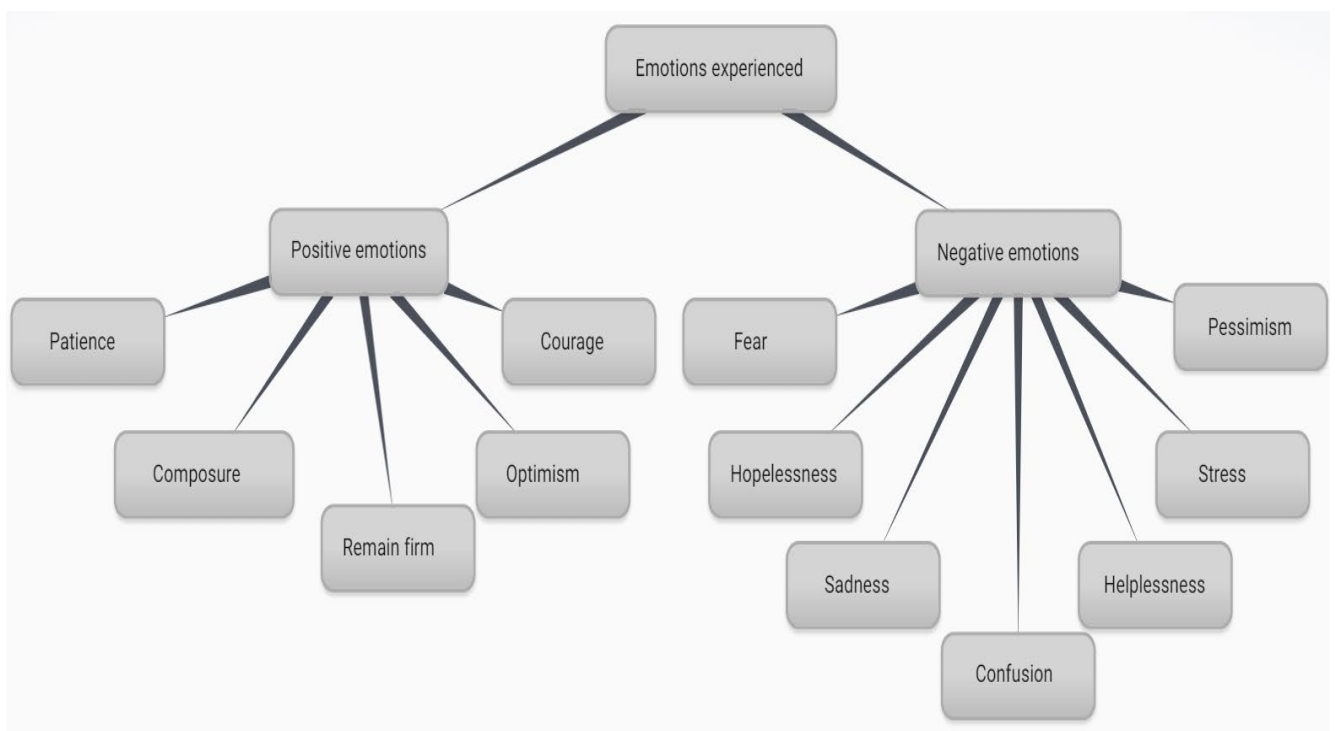 Emotions experienced
Positive emotions
Negative emotions
Patience
Courage
Fear
Pessimism
Composure
Optimism
Hopelessness
Stress
Remain firm
Sadness
Helplessness
Confusion